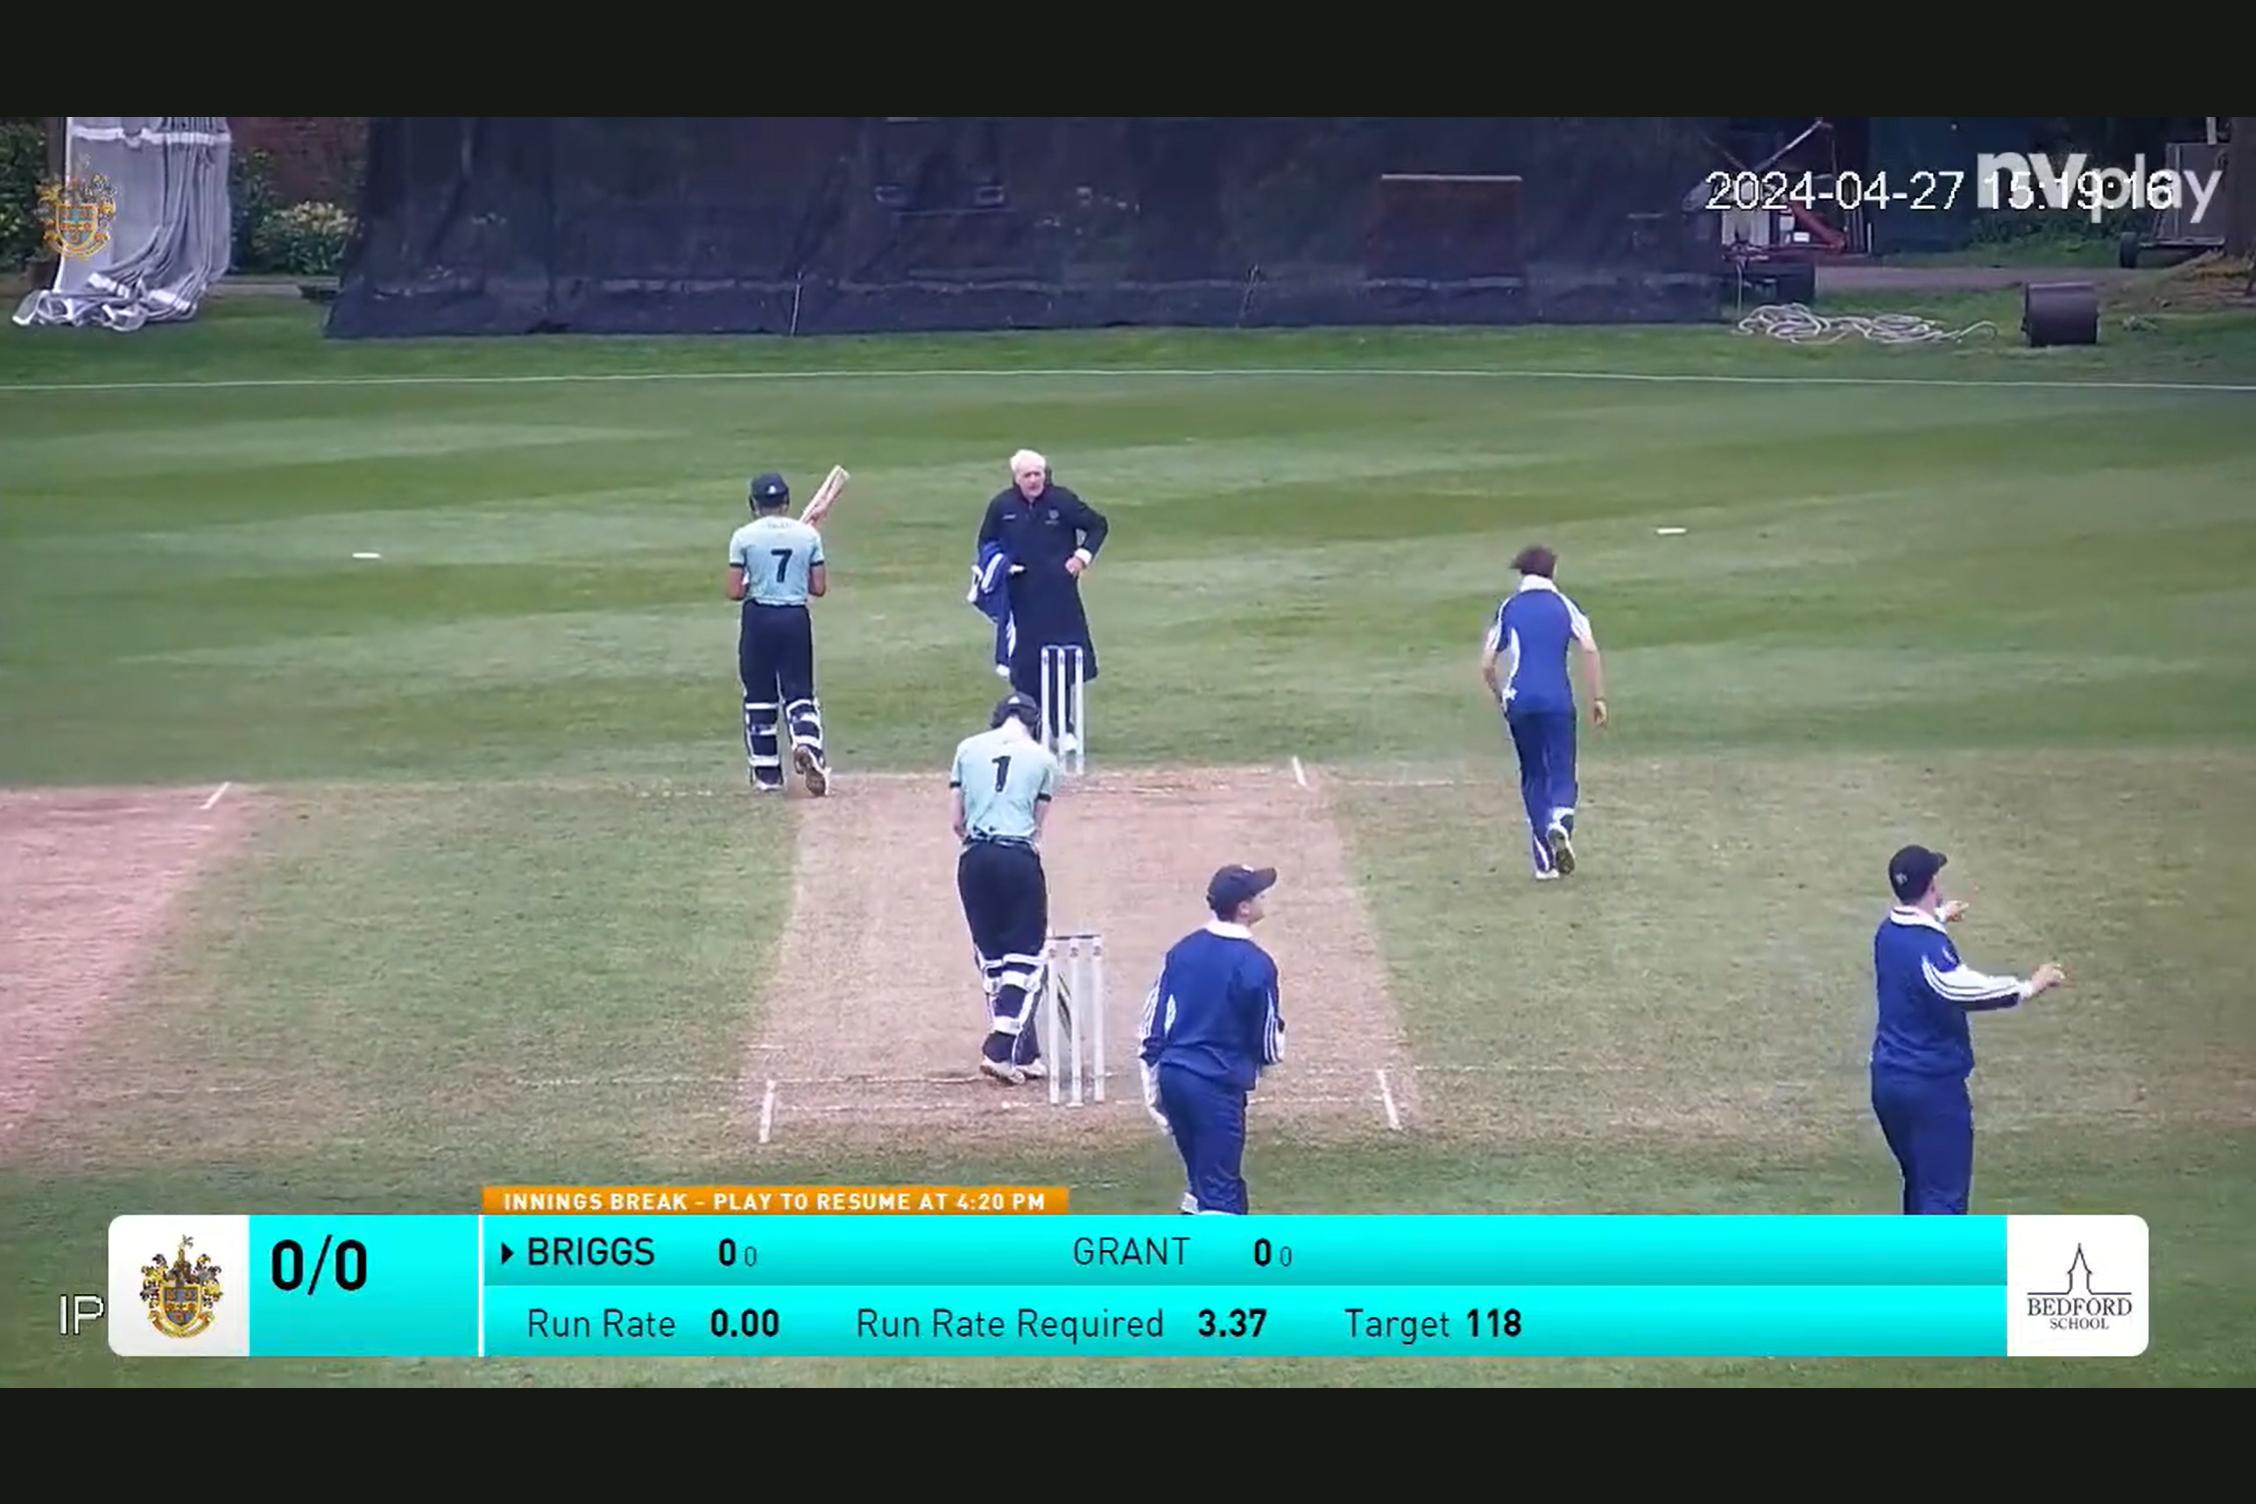 2024-04-27 15:19:16
nvplay
7
1
INNINGS BREAK - PLAY TO RESUME AT 4:20 PM
0/0
BRIGGS 0 0 GRANT 0 0
Run Rate 0.00 Run Rate Required 3.37 Target 118
IP
BEDFORD
SCHOOL